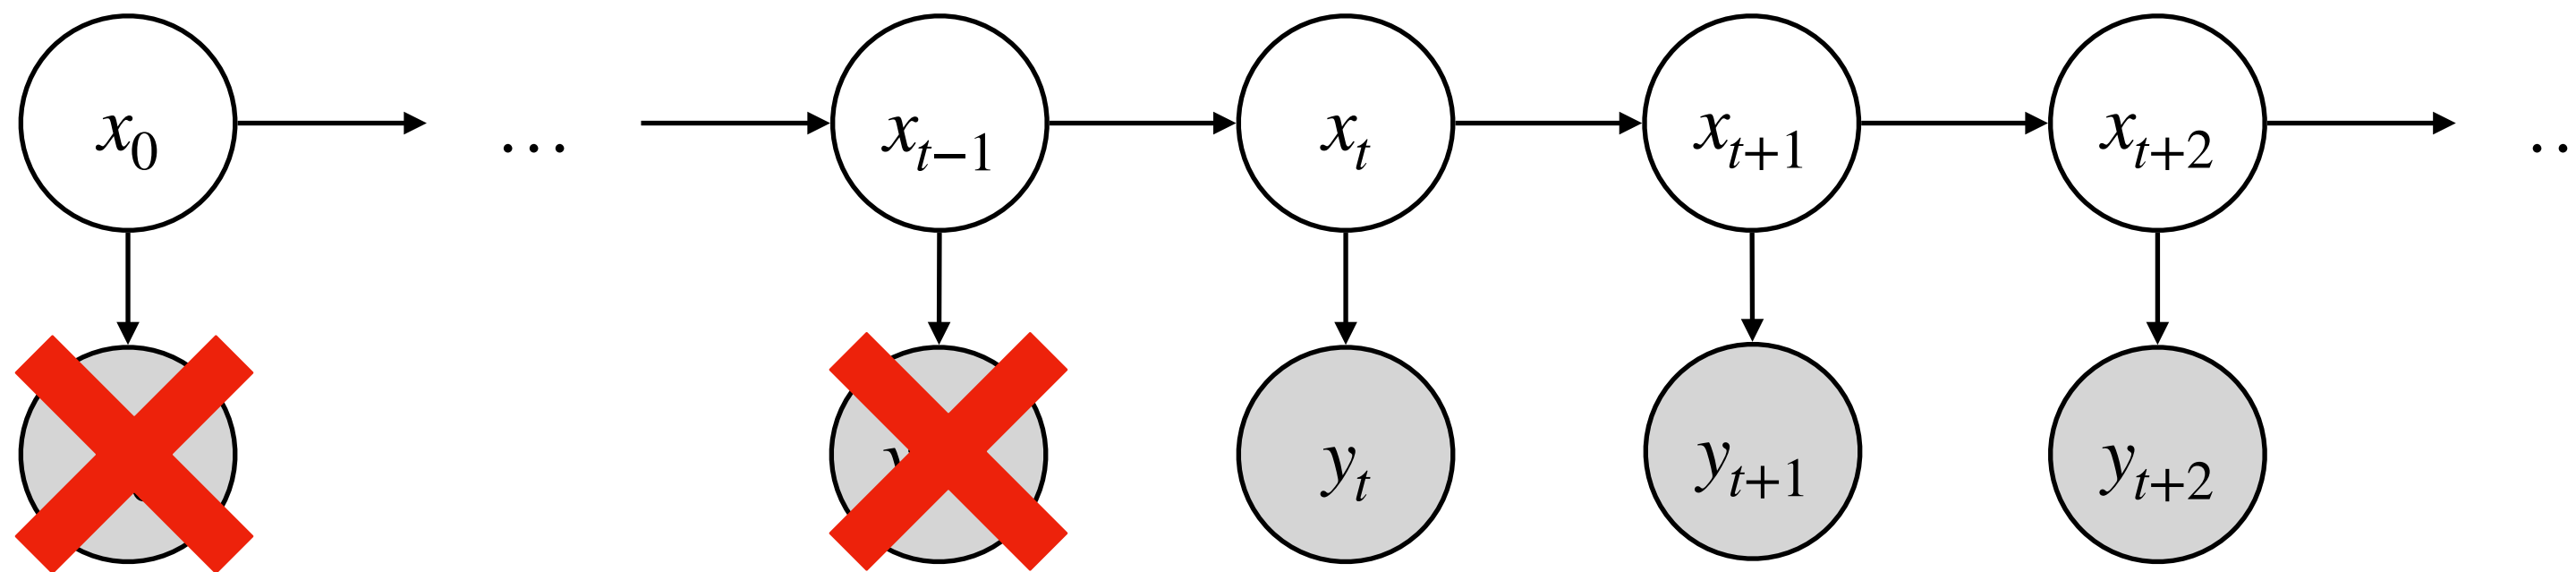 x₀ … xₜ₋₁ xₜ xₜ₊₁ xₜ₊₂ ..
yₜ yₜ₊₁ yₜ₊₂